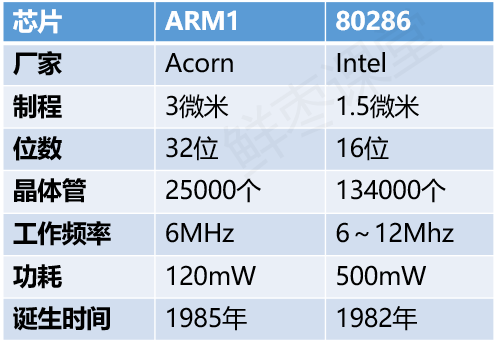 芯片 ARM1 80286
厂家 Acorn Intel
制程 3微米 1.5微米
位数 32位 16位
晶体管 25000个 134000个
工作频率 6MHz 6～12Mhz
功耗 120mW 500mW
诞生时间 1985年 1982年
鲜枣课堂